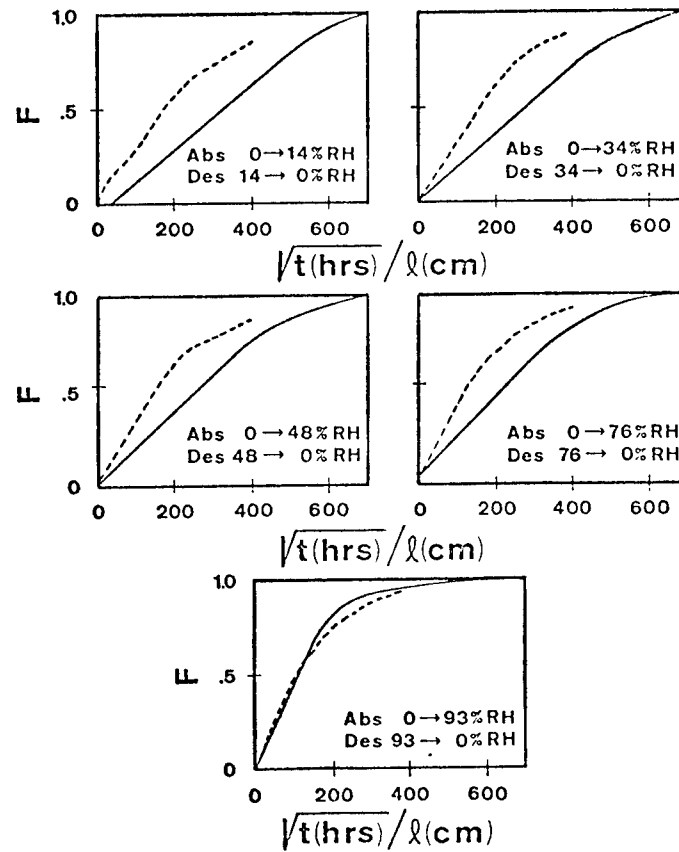 1.0 .5 0 F
Abs 0→14%RH
Des 14→ 0%RH
0 200 400 600
Abs 0→34%RH
Des 34→ 0%RH
0 200 400 600
√t(hrs)/ℓ(cm)
1.0 .5 0 F
Abs 0→48%RH
Des 48→ 0%RH
0 200 400 600
Abs 0→76%RH
Des 76→ 0%RH
0 200 400 600
√t(hrs)/ℓ(cm)
1.0 .5 0 F
Abs 0→93%RH
Des 93→ 0%RH
0 200 400 600
√t(hrs)/ℓ(cm)